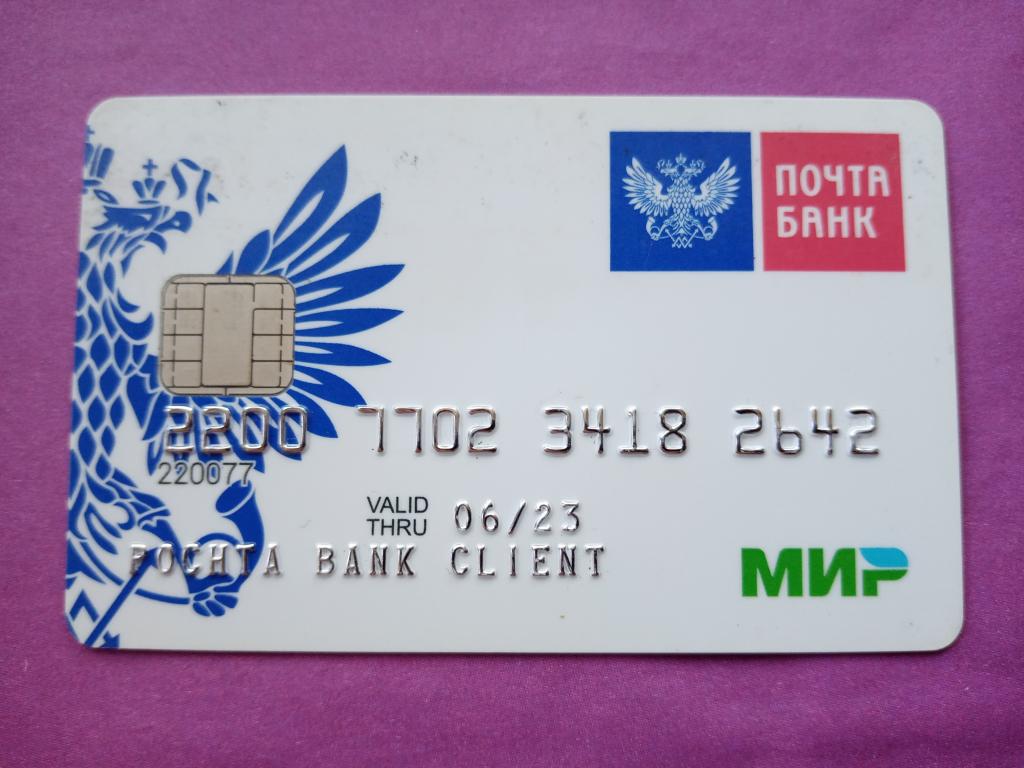 ПОЧТА
БАНК
2200 7702 3418 2642
220077
VALID
THRU 06/23
POCHTA BANK CLIENT
МИР